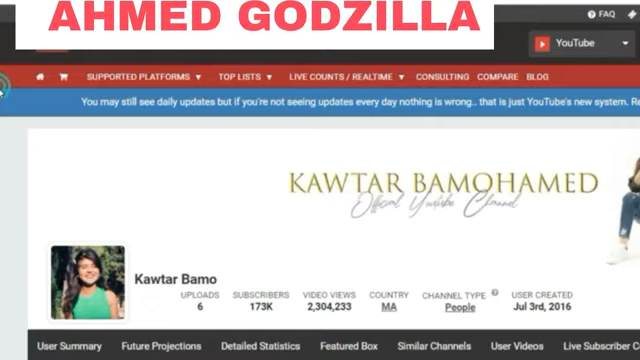 AHMED GODZILLA
FAQ
YouTube
SUPPORTED PLATFORMS TOP LISTS LIVE COUNTS / REALTIME CONSULTING COMPARE BLOG
You may still see daily updates but if you're not seeing updates every day nothing is wrong.. that is just YouTube's new system. Re
KAWTAR BAMOHAMED
Official Youtube Channel
Kawtar Bamo
UPLOADS SUBSCRIBERS VIDEO VIEWS COUNTRY CHANNEL TYPE USER CREATED
6 173K 2,304,233 MA People Jul 3rd, 2016
User Summary Future Projections Detailed Statistics Featured Box Similar Channels User Videos Live Subscriber C